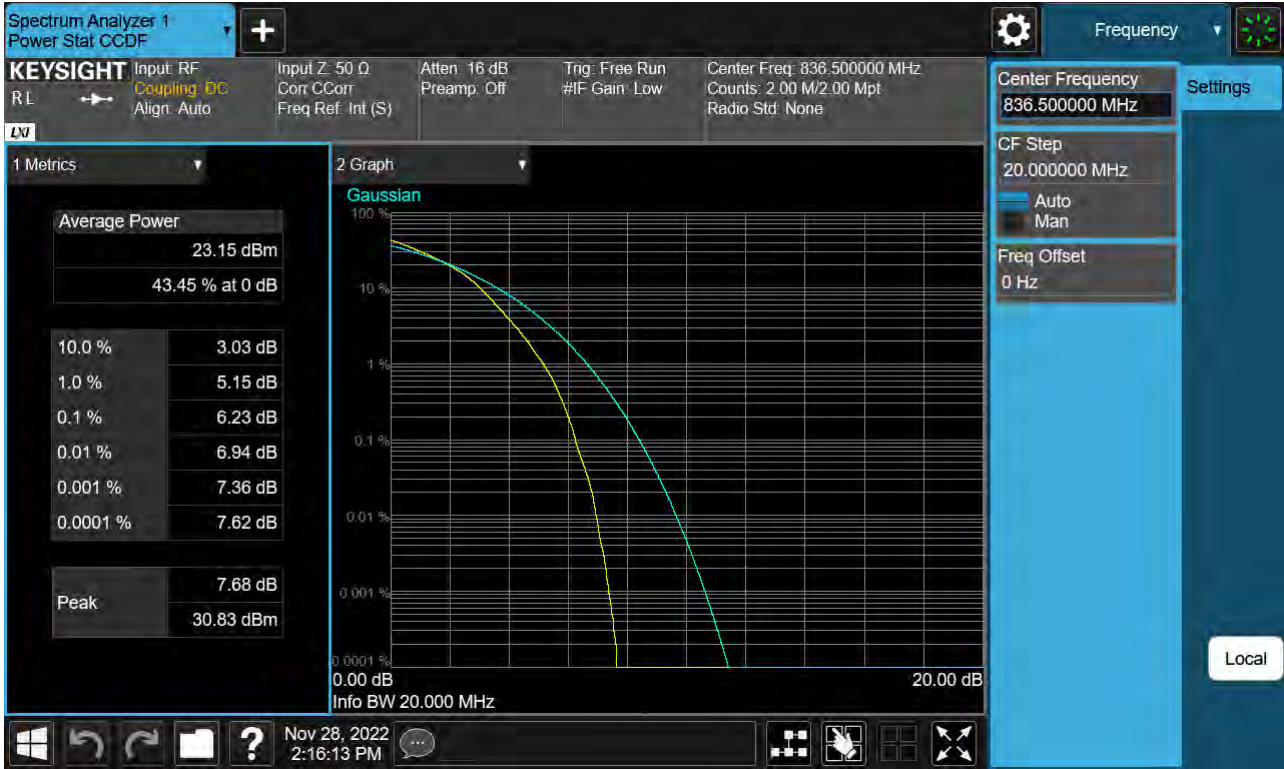 Spectrum Analyzer 1
Power Stat CCDF
+
Frequency
KEYSIGHT
R L
LXI
Input: RF
Coupling: DC
Align: Auto
Input Z: 50 Ω
Corr CCorr
Freq Ref: Int (S)
Atten: 16 dB
Preamp: Off
Trig: Free Run
#IF Gain: Low
Center Freq: 836.500000 MHz
Counts: 2.00 M/2.00 Mpt
Radio Std: None
Center Frequency
836.500000 MHz
Settings
CF Step
20.000000 MHz
Auto
Man
Freq Offset
0 Hz
1 Metrics
Average Power
23.15 dBm
43.45 % at 0 dB
10.0 % 3.03 dB
1.0 % 5.15 dB
0.1 % 6.23 dB
0.01 % 6.94 dB
0.001 % 7.36 dB
0.0001 % 7.62 dB
Peak
7.68 dB
30.83 dBm
2 Graph
Gaussian
100 %
10 %
1 %
0.1 %
0.01 %
0.001 %
0.0001 %
0.00 dB 20.00 dB
Info BW 20.000 MHz
Local
?
Nov 28, 2022
2:16:13 PM